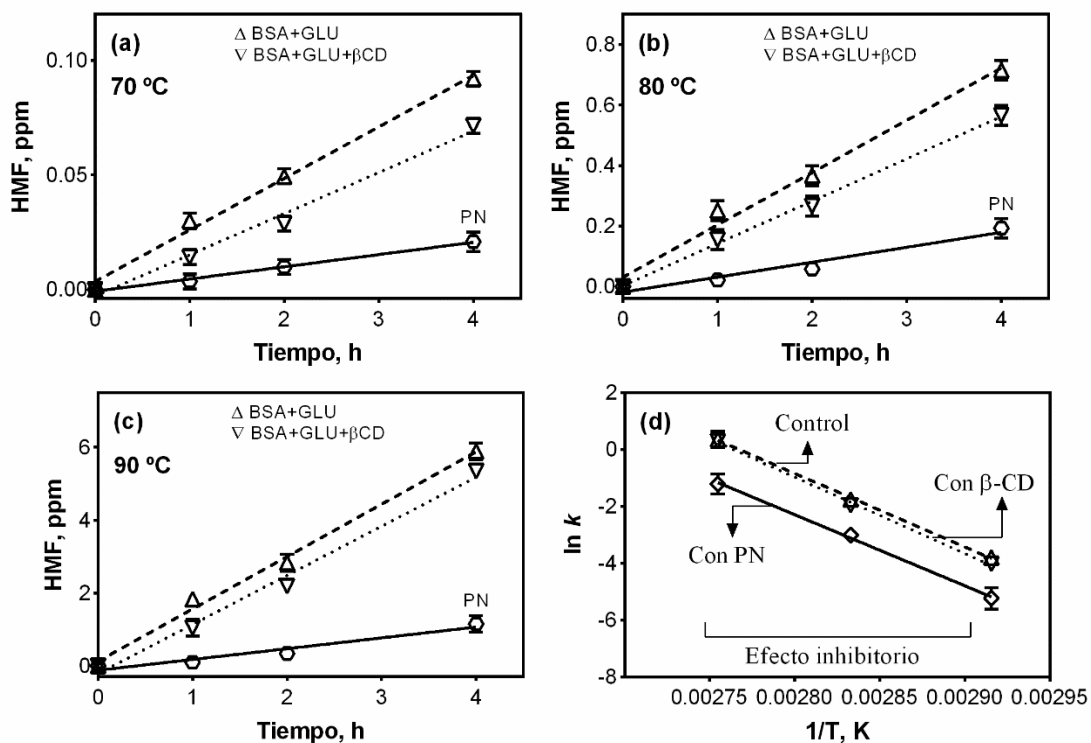 (a)
70 ºC
△ BSA+GLU
▽ BSA+GLU+βCD
0.10
0.05
0.00
HMF, ppm
PN
0 1 2 3 4
Tiempo, h
(b)
80 ºC
△ BSA+GLU
▽ BSA+GLU+βCD
0.8
0.6
0.4
0.2
0.0
HMF, ppm
PN
0 1 2 3 4
Tiempo, h
(c)
90 ºC
△ BSA+GLU
▽ BSA+GLU+βCD
6
4
2
0
HMF, ppm
PN
0 1 2 3 4
Tiempo, h
(d)
Control
Con β-CD
Con PN
Efecto inhibitorio
2
0
-2
-4
-6
-8
ln k
0.00275 0.00280 0.00285 0.00290 0.00295
1/T, K